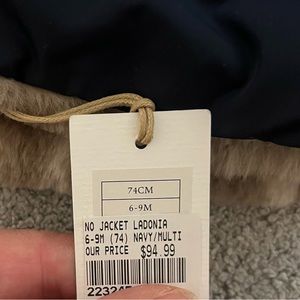 74CM
6-9M
NO JACKET LADONIA
6-9M (74) NAVY/MULTI
OUR PRICE $94.99